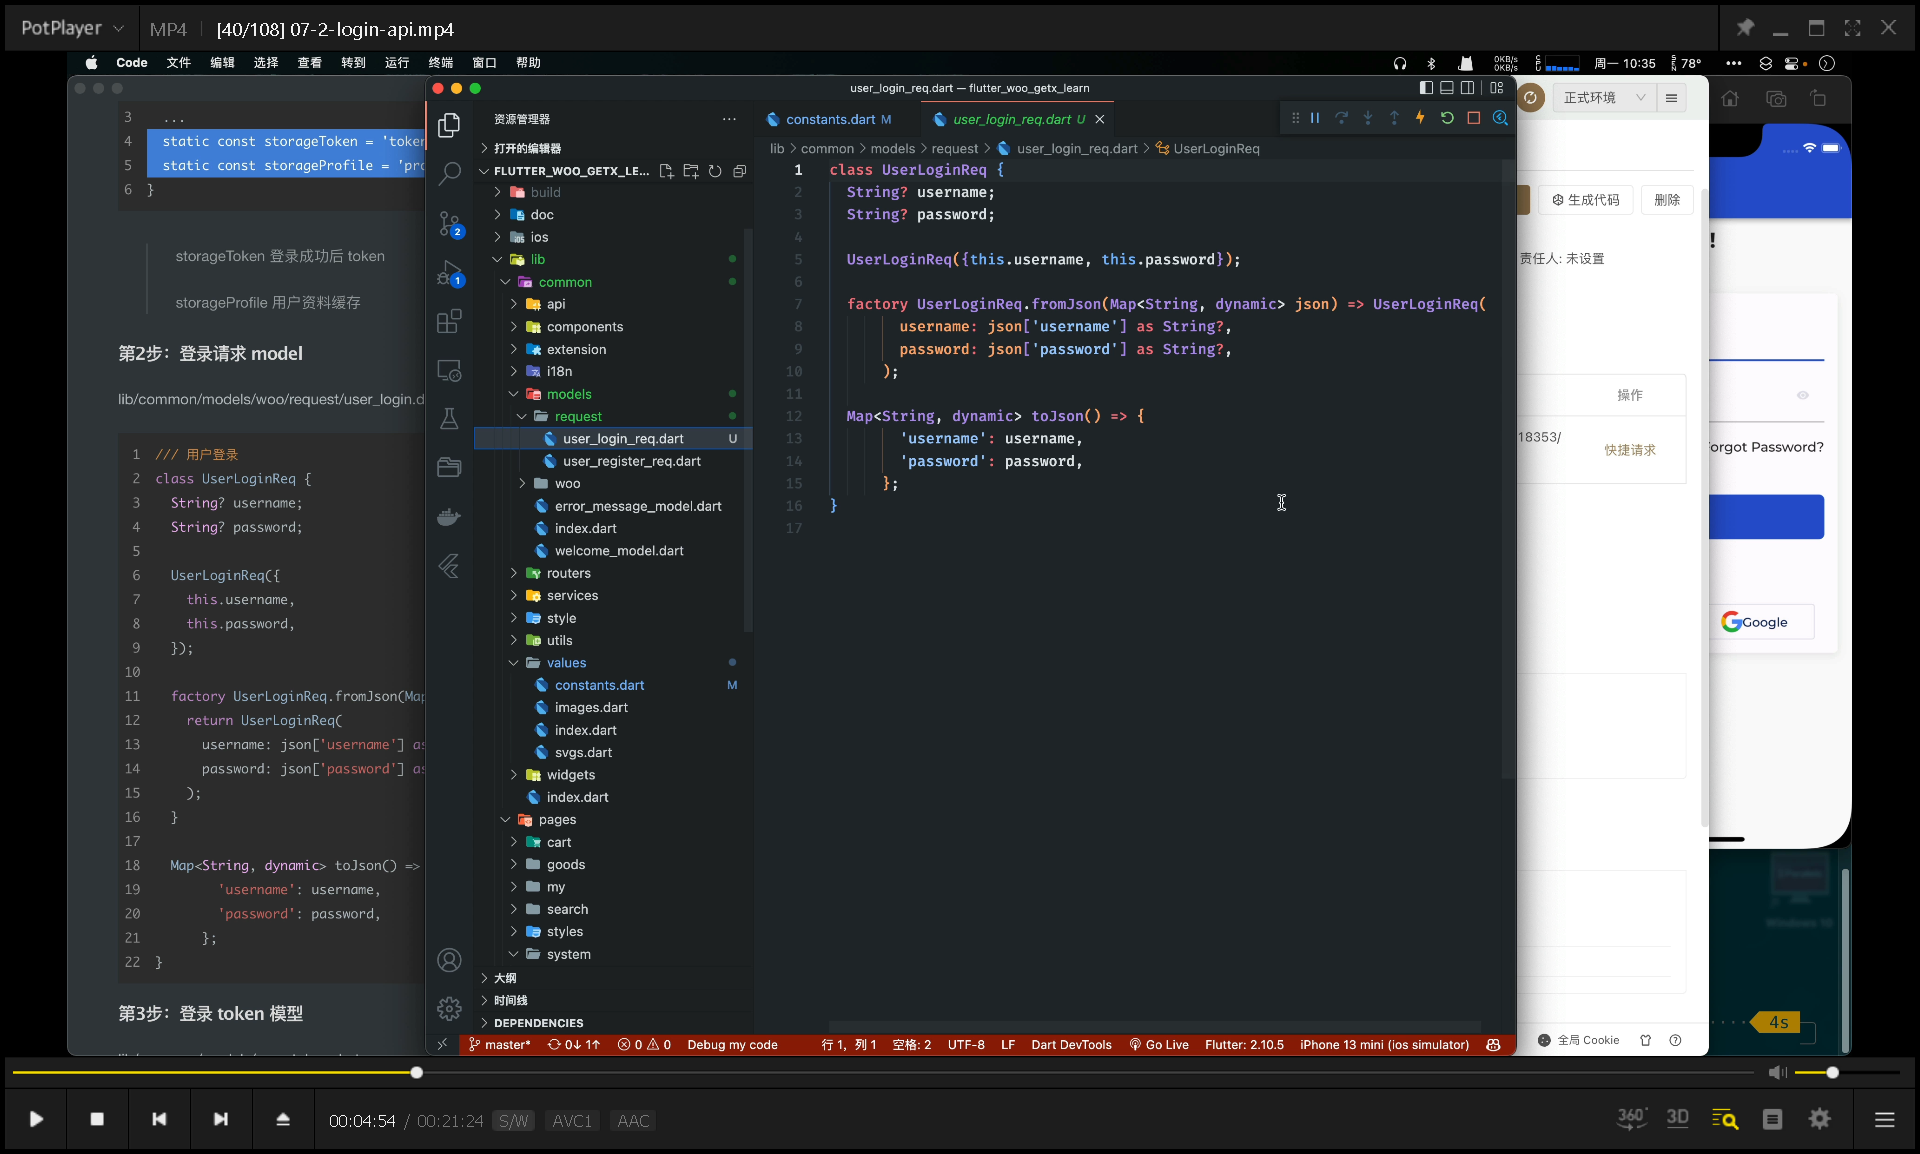 PotPlayer
MP4
[40/108] 07-2-login-api.mp4
Code 文件 编辑 选择 查看 转到 运行 终端 窗口 帮助
0KB/s
0KB/s
周一 10:35
78°
3 ...
4 static const storageToken = 'token
5 static const storageProfile = 'pro
6 }
storageToken 登录成功后 token
storageProfile 用户资料缓存
第2步：登录请求 model
lib/common/models/woo/request/user_login.d
1 /// 用户登录
2 class UserLoginReq {
3 String? username;
4 String? password;
5
6 UserLoginReq({
7 this.username,
8 this.password,
9 });
10
11 factory UserLoginReq.fromJson(Map
12 return UserLoginReq(
13 username: json['username'] as
14 password: json['password'] as
15 );
16 }
17
18 Map<String, dynamic> toJson() =>
19 'username': username,
20 'password': password,
21 };
22 }
第3步：登录 token 模型
user_login_req.dart — flutter_woo_getx_learn
资源管理器
打开的编辑器
FLUTTER_WOO_GETX_LE...
build
doc
ios
lib
common
api
components
extension
i18n
models
request
user_login_req.dart U
user_register_req.dart
woo
error_message_model.dart
index.dart
welcome_model.dart
routers
services
style
utils
values
constants.dart M
images.dart
index.dart
svgs.dart
widgets
index.dart
pages
cart
goods
my
search
styles
system
大纲
时间线
DEPENDENCIES
2
1
constants.dart M
user_login_req.dart U
lib > common > models > request > user_login_req.dart > UserLoginReq
1 class UserLoginReq {
2 String? username;
3 String? password;
4
5 UserLoginReq({this.username, this.password});
6
7 factory UserLoginReq.fromJson(Map<String, dynamic> json) => UserLoginReq(
8 username: json['username'] as String?,
9 password: json['password'] as String?,
10 );
11
12 Map<String, dynamic> toJson() => {
13 'username': username,
14 'password': password,
15 };
16 }
17
master* 0↓ 1↑ 0 0 Debug my code
行 1, 列 1 空格: 2 UTF-8 LF Dart DevTools Go Live Flutter: 2.10.5 iPhone 13 mini (ios simulator)
正式环境
生成代码
删除
责任人: 未设置
操作
18353/
快捷请求
全局 Cookie
!
orgot Password?
Google
4s
00:04:54 / 00:21:24 S/W AVC1 AAC
360°
3D